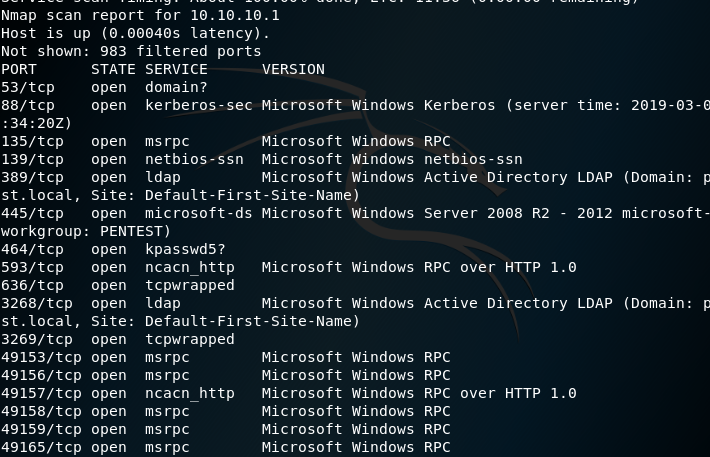 Service scan Timing: About 100.00% done; ETC: 11:36 (0:00:00 remaining)
Nmap scan report for 10.10.10.1
Host is up (0.00040s latency).
Not shown: 983 filtered ports
PORT      STATE SERVICE      VERSION
53/tcp    open  domain?
88/tcp    open  kerberos-sec Microsoft Windows Kerberos (server time: 2019-03-0
:34:20Z)
135/tcp   open  msrpc        Microsoft Windows RPC
139/tcp   open  netbios-ssn  Microsoft Windows netbios-ssn
389/tcp   open  ldap         Microsoft Windows Active Directory LDAP (Domain: p
st.local, Site: Default-First-Site-Name)
445/tcp   open  microsoft-ds Microsoft Windows Server 2008 R2 - 2012 microsoft-
workgroup: PENTEST)
464/tcp   open  kpasswd5?
593/tcp   open  ncacn_http   Microsoft Windows RPC over HTTP 1.0
636/tcp   open  tcpwrapped
3268/tcp  open  ldap         Microsoft Windows Active Directory LDAP (Domain: p
st.local, Site: Default-First-Site-Name)
3269/tcp  open  tcpwrapped
49153/tcp open  msrpc        Microsoft Windows RPC
49156/tcp open  msrpc        Microsoft Windows RPC
49157/tcp open  ncacn_http   Microsoft Windows RPC over HTTP 1.0
49158/tcp open  msrpc        Microsoft Windows RPC
49159/tcp open  msrpc        Microsoft Windows RPC
49165/tcp open  msrpc        Microsoft Windows RPC